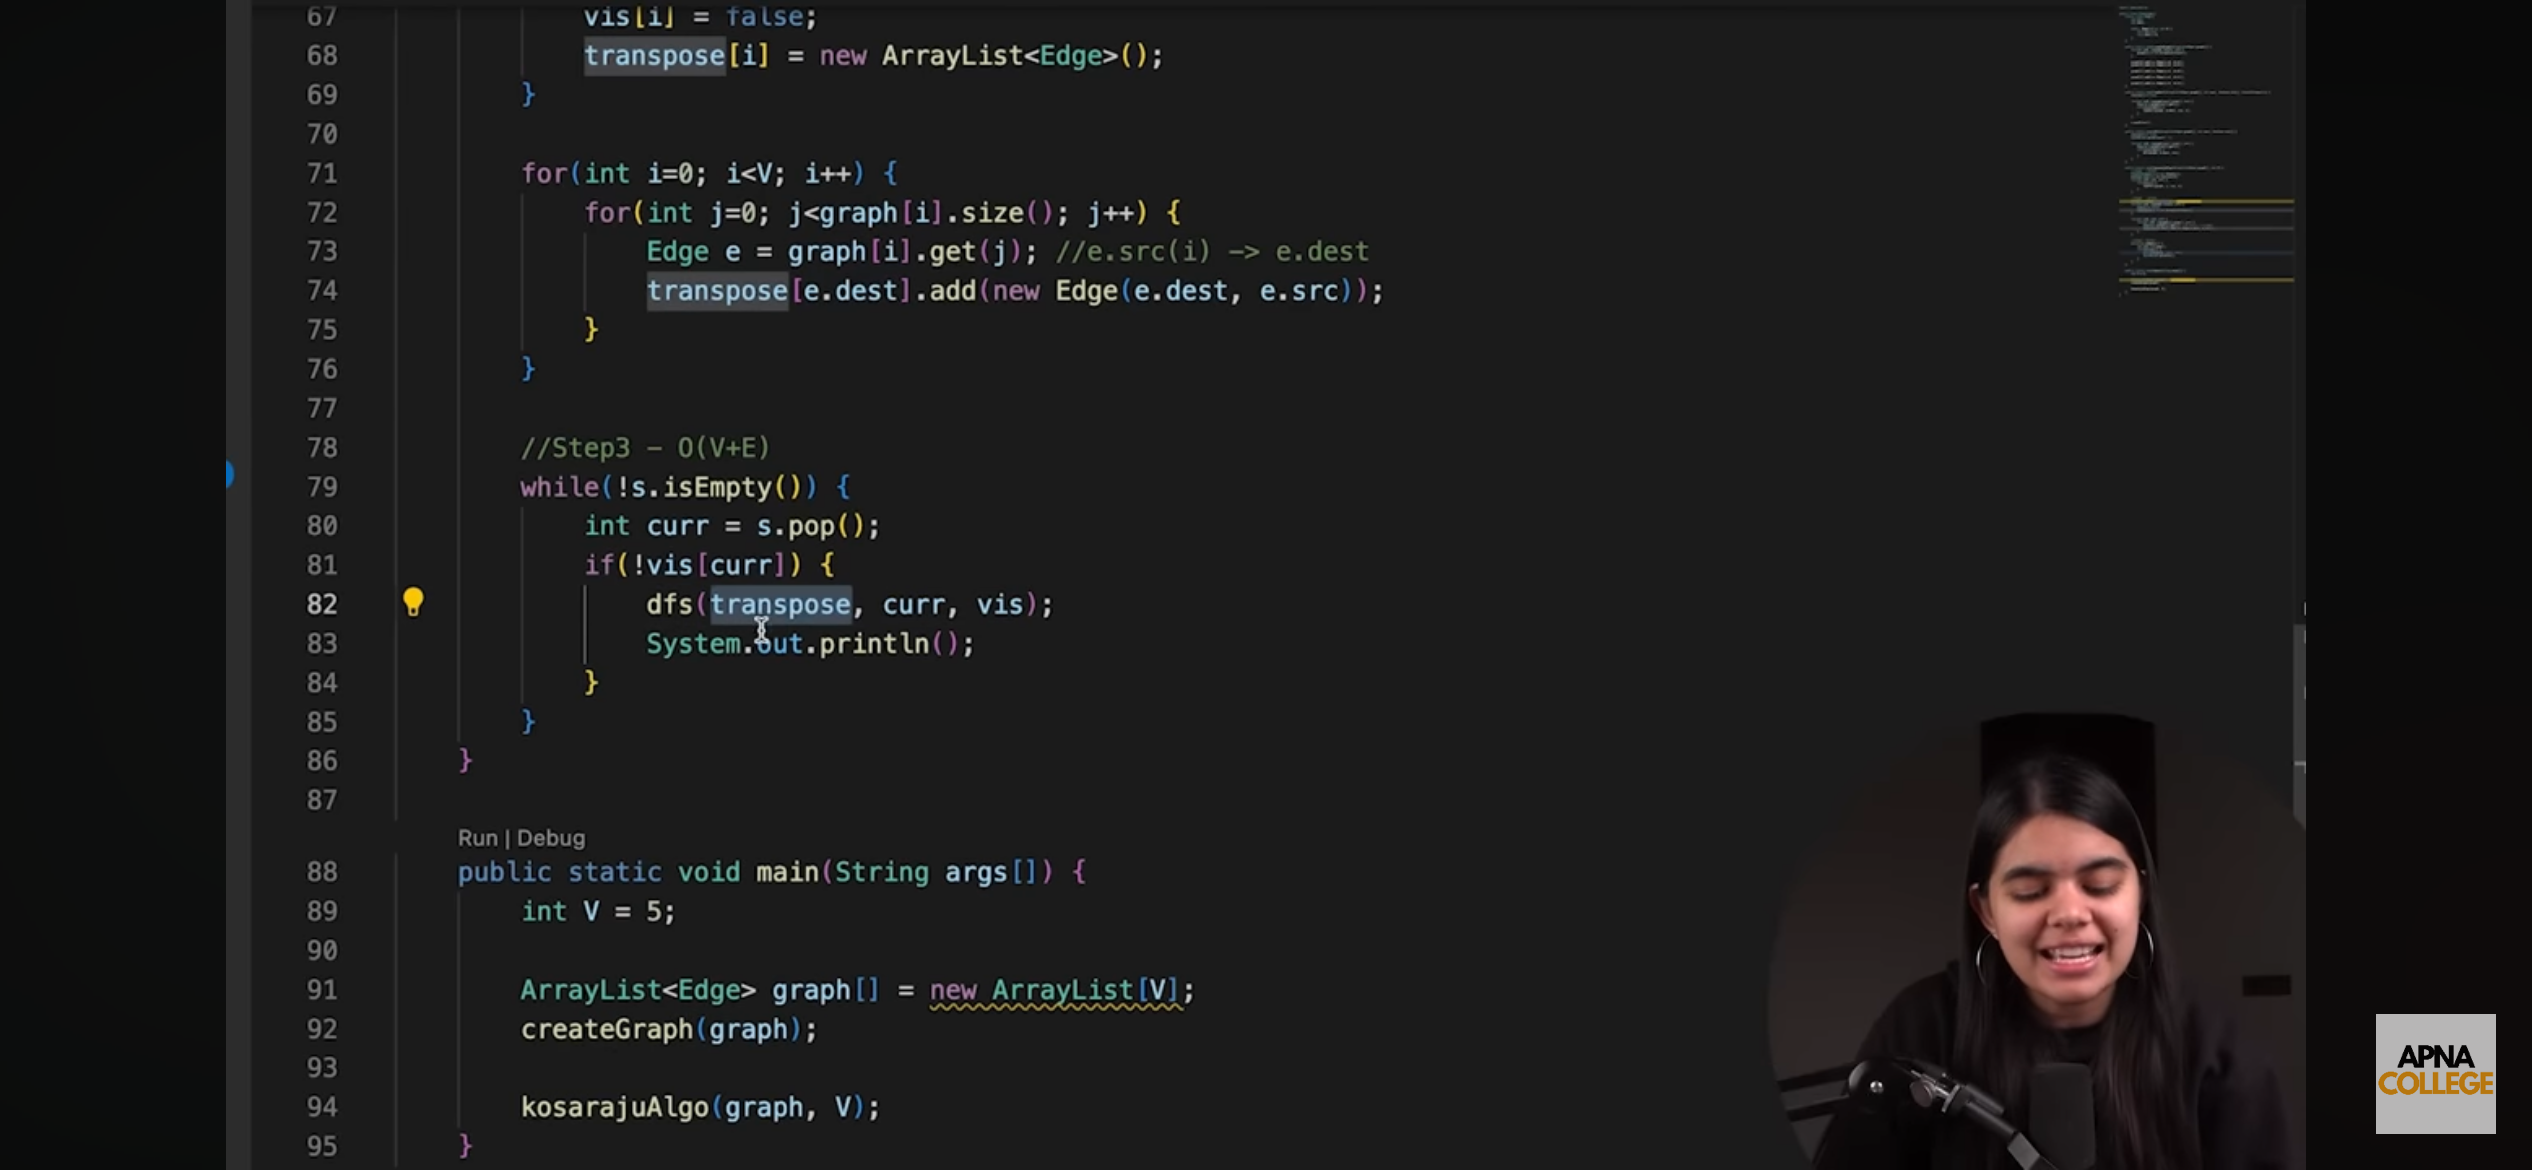 67 vis[i] = false;
68 transpose[i] = new ArrayList<Edge>();
69 }
70
71 for(int i=0; i<V; i++) {
72 for(int j=0; j<graph[i].size(); j++) {
73 Edge e = graph[i].get(j); //e.src(i) -> e.dest
74 transpose[e.dest].add(new Edge(e.dest, e.src));
75 }
76 }
77
78 //Step3 - O(V+E)
79 while(!s.isEmpty()) {
80 int curr = s.pop();
81 if(!vis[curr]) {
82 dfs(transpose, curr, vis);
83 System.out.println();
84 }
85 }
86 }
87
Run | Debug
88 public static void main(String args[]) {
89 int V = 5;
90
91 ArrayList<Edge> graph[] = new ArrayList[V];
92 createGraph(graph);
93
94 kosarajuAlgo(graph, V);
95 }
APNA
COLLEGE